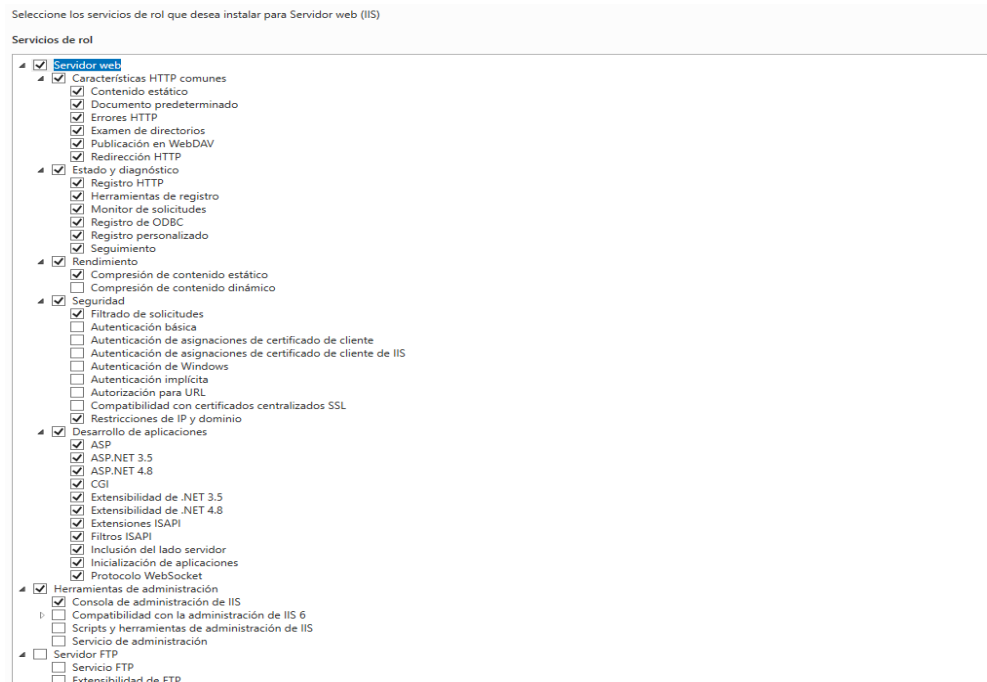 Seleccione los servicios de rol que desea instalar para Servidor web (IIS)
Servicios de rol
Servidor web
Características HTTP comunes
Contenido estático
Documento predeterminado
Errores HTTP
Examen de directorios
Publicación en WebDAV
Redirección HTTP
Estado y diagnóstico
Registro HTTP
Herramientas de registro
Monitor de solicitudes
Registro de ODBC
Registro personalizado
Seguimiento
Rendimiento
Compresión de contenido estático
Compresión de contenido dinámico
Seguridad
Filtrado de solicitudes
Autenticación básica
Autenticación de asignaciones de certificado de cliente
Autenticación de asignaciones de certificado de cliente de IIS
Autenticación de Windows
Autenticación implícita
Autorización para URL
Compatibilidad con certificados centralizados SSL
Restricciones de IP y dominio
Desarrollo de aplicaciones
ASP
ASP.NET 3.5
ASP.NET 4.8
CGI
Extensibilidad de .NET 3.5
Extensibilidad de .NET 4.8
Extensiones ISAPI
Filtros ISAPI
Inclusión del lado servidor
Inicialización de aplicaciones
Protocolo WebSocket
Herramientas de administración
Consola de administración de IIS
Compatibilidad con la administración de IIS 6
Scripts y herramientas de administración de IIS
Servicio de administración
Servidor FTP
Servicio FTP
Extensibilidad de FTP